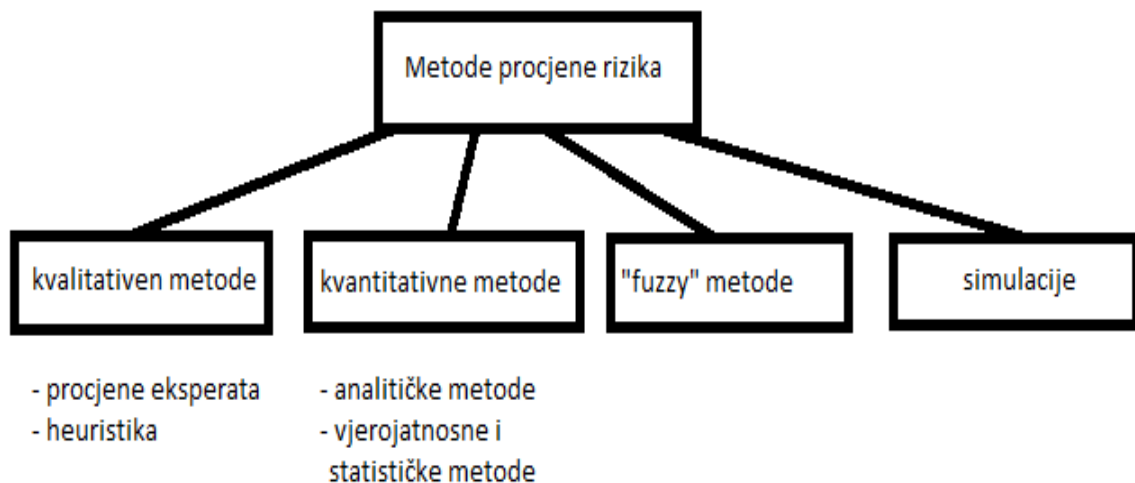 Metode procjene rizika
kvalitativen metode
kvantitativne metode
"fuzzy" metode
simulacije
- procjene eksperata
- heuristika
- analitičke metode
- vjerojatnosne i
statističke metode